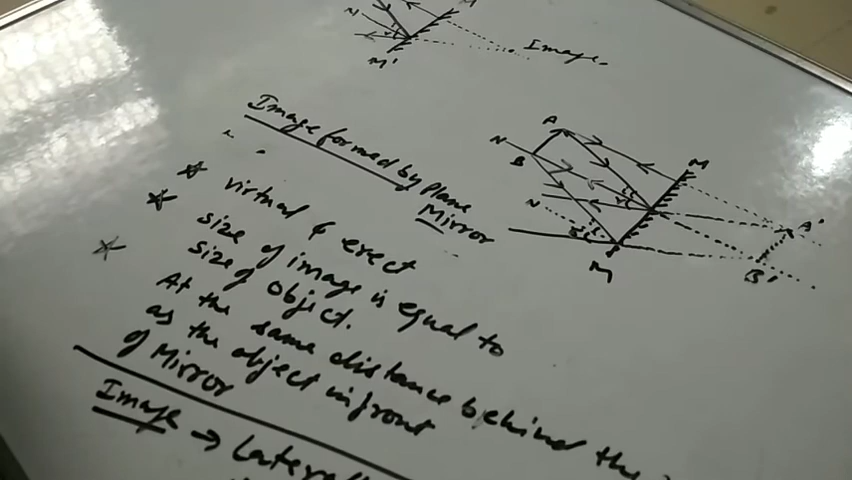 N
M
M'
Image.
Image formed by plane
Mirror
A
N
B
M
N
A'
M
B'
virtual & erect
size of image is equal to
size of object.
At the same distance behind the
as the object in front
of Mirror
Image →